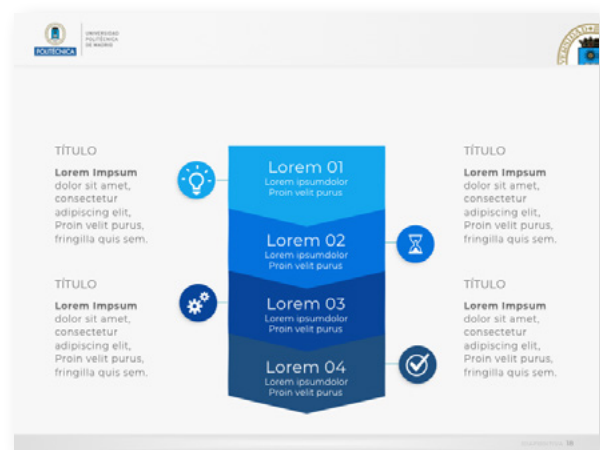 UNIVERSIDAD
POLITÉCNICA
DE MADRID
POLITÉCNICA
TÍTULO
Lorem Impsum
dolor sit amet,
consectetur
adipiscing elit,
Proin velit purus,
fringilla quis sem.
TÍTULO
Lorem Impsum
dolor sit amet,
consectetur
adipiscing elit,
Proin velit purus,
fringilla quis sem.
Lorem 01
Lorem ipsumdolor
Proin velit purus
Lorem 02
Lorem ipsumdolor
Proin velit purus
Lorem 03
Lorem ipsumdolor
Proin velit purus
Lorem 04
Lorem ipsumdolor
Proin velit purus
TÍTULO
Lorem Impsum
dolor sit amet,
consectetur
adipiscing elit,
Proin velit purus,
fringilla quis sem.
TÍTULO
Lorem Impsum
dolor sit amet,
consectetur
adipiscing elit,
Proin velit purus,
fringilla quis sem.